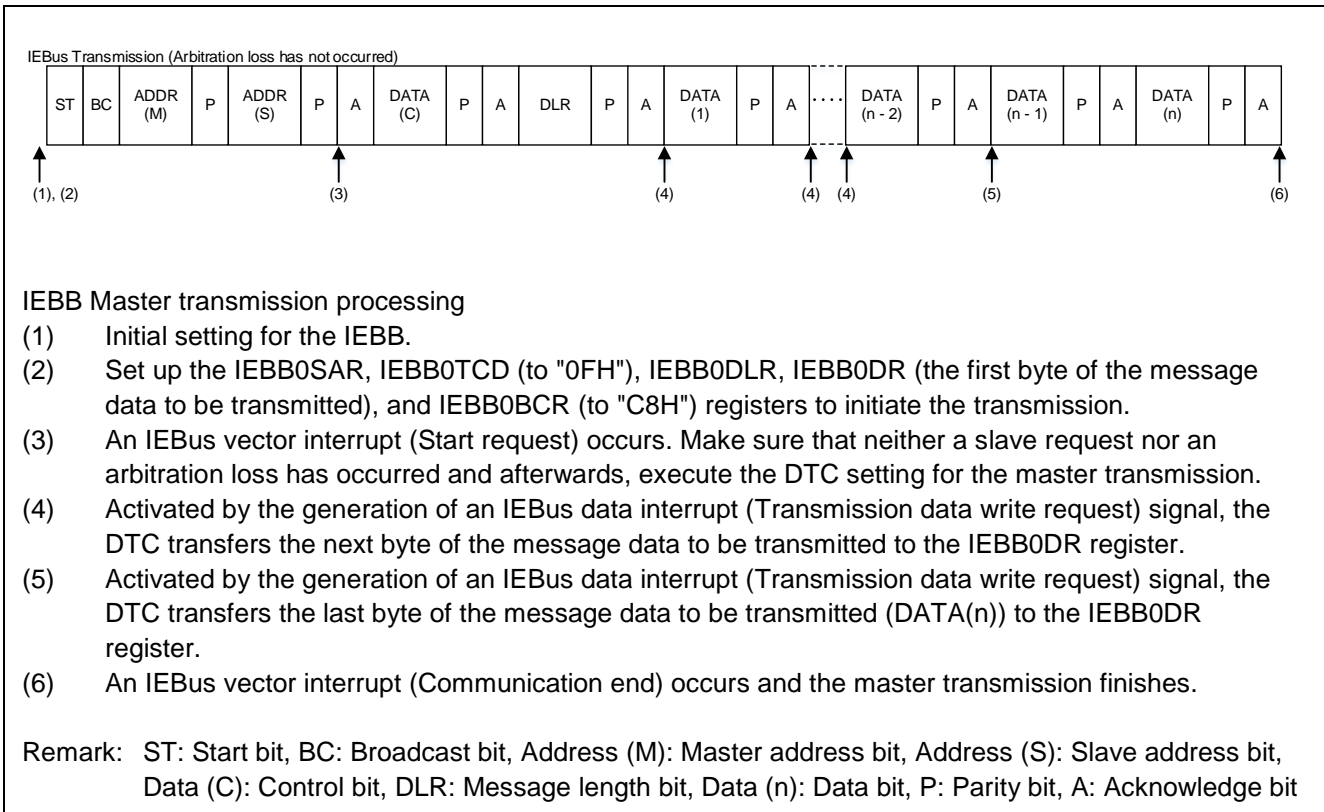 IEBus Transmission (Arbitration loss has not occurred)
ST BC ADDR (M) P ADDR (S) P A DATA (C) P A DLR P A DATA (1) P A ···· DATA (n - 2) P A DATA (n - 1) P A DATA (n) P A
(1), (2) (3) (4) (4) (4) (5) (6)
IEBB Master transmission processing
(1) Initial setting for the IEBB.
(2) Set up the IEBB0SAR, IEBB0TCD (to "0FH"), IEBB0DLR, IEBB0DR (the first byte of the message
data to be transmitted), and IEBB0BCR (to "C8H") registers to initiate the transmission.
(3) An IEBus vector interrupt (Start request) occurs. Make sure that neither a slave request nor an
arbitration loss has occurred and afterwards, execute the DTC setting for the master transmission.
(4) Activated by the generation of an IEBus data interrupt (Transmission data write request) signal, the
DTC transfers the next byte of the message data to be transmitted to the IEBB0DR register.
(5) Activated by the generation of an IEBus data interrupt (Transmission data write request) signal, the
DTC transfers the last byte of the message data to be transmitted (DATA(n)) to the IEBB0DR
register.
(6) An IEBus vector interrupt (Communication end) occurs and the master transmission finishes.
Remark: ST: Start bit, BC: Broadcast bit, Address (M): Master address bit, Address (S): Slave address bit,
Data (C): Control bit, DLR: Message length bit, Data (n): Data bit, P: Parity bit, A: Acknowledge bit